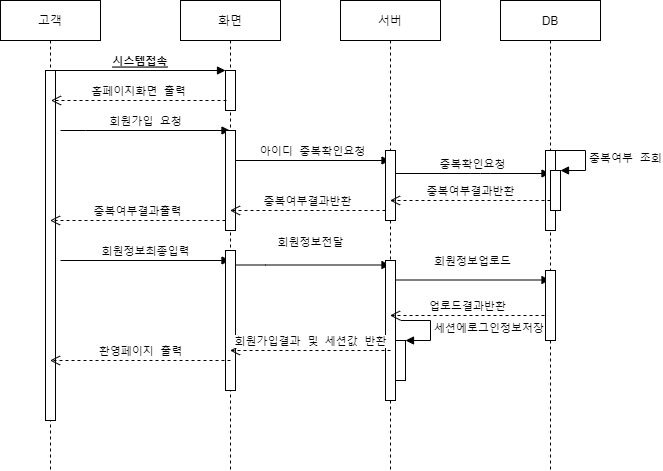 고객
화면
서버
DB
시스템접속
홈페이지화면 출력
회원가입 요청
아이디 중복확인요청
중복확인요청
중복여부 조회
중복여부결과반환
중복여부결과반환
중복여부결과출력
회원정보최종입력
회원정보전달
회원정보업로드
업로드결과반환
세션에로그인정보저장
회원가입결과 및 세션값 반환
환영페이지 출력